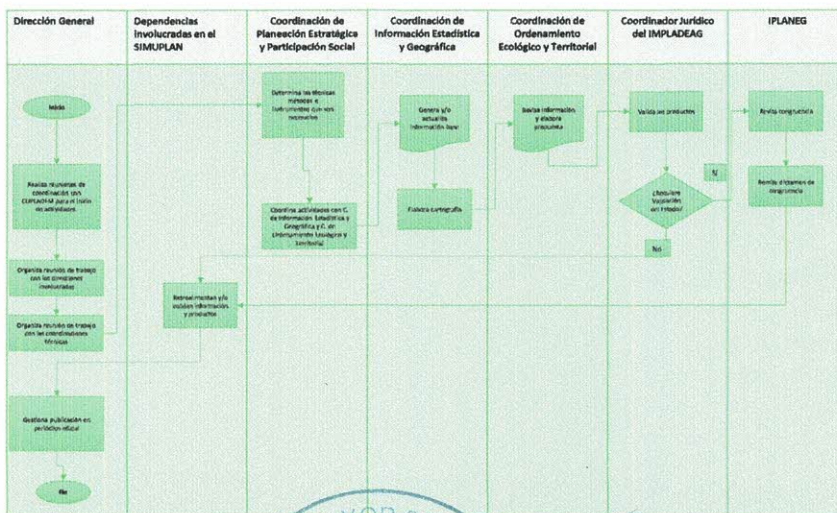 Dirección General
Dependencias
involucradas en el
SIMUPLAN
Coordinación de
Planeación Estratégica
y Participación Social
Coordinación de
Información Estadística
y Geográfica
Coordinación de
Ordenamiento
Ecológico y Territorial
Coordinador Jurídico
del IMPLADEAG
IPLANEG
Inicio
Realiza reuniones de
coordinación con
COPLADEM para el inicio
de actividades
Organiza reunión de trabajo
con las comisiones
involucradas
Organiza reunión de trabajo
con las coordinaciones
técnicas
Gestiona publicación en
periódico oficial
Fin
Retroalimentan y/o
validan información
y productos
Determina las técnicas
métodos e
instrumentos que son
necesarios
Coordina actividades con C.
de Información Estadística y
Geográfica y C. de
Ordenamiento Ecológico y
Territorial
Genera y/o
actualiza
información base
Elabora cartografía
Revisa información
y elabora
propuesta
Valida los productos
¿Requiere
Validación
del Estado?
No
Revisa congruencia
Remite dictamen de
congruencia